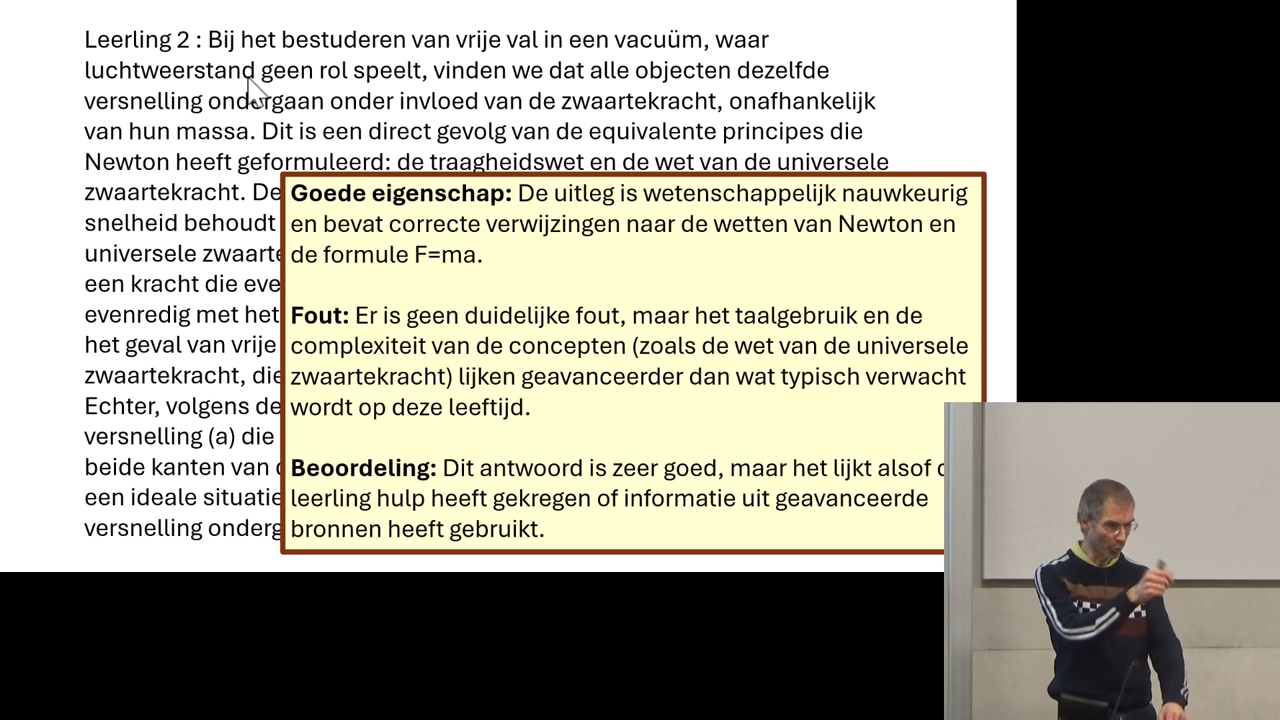 Leerling 2 : Bij het bestuderen van vrije val in een vacuüm, waar
luchtweerstand geen rol speelt, vinden we dat alle objecten dezelfde
versnelling ondergaan onder invloed van de zwaartekracht, onafhankelijk
van hun massa. Dit is een direct gevolg van de equivalente principes die
Newton heeft geformuleerd: de traagheidswet en de wet van de universele
zwaartekracht. De
snelheid behoudt
universele
een kracht die
evenredig met het
het geval van vrije
zwaartekracht, die
Echter, volgens de
versnelling (a) die
beide kanten van
een ideale situatie
versnelling
Goede eigenschap: De uitleg is wetenschappelijk nauwkeurig
en bevat correcte verwijzingen naar de wetten van Newton en
de formule F=ma.
Fout: Er is geen duidelijke fout, maar het taalgebruik en de
complexiteit van de concepten (zoals de wet van de universele
zwaartekracht) lijken geavanceerder dan wat typisch verwacht
wordt op deze leeftijd.
Beoordeling: Dit antwoord is zeer goed, maar het lijkt alsof
leerling hulp heeft gekregen of informatie uit geavanceerde
bronnen heeft gebruikt.